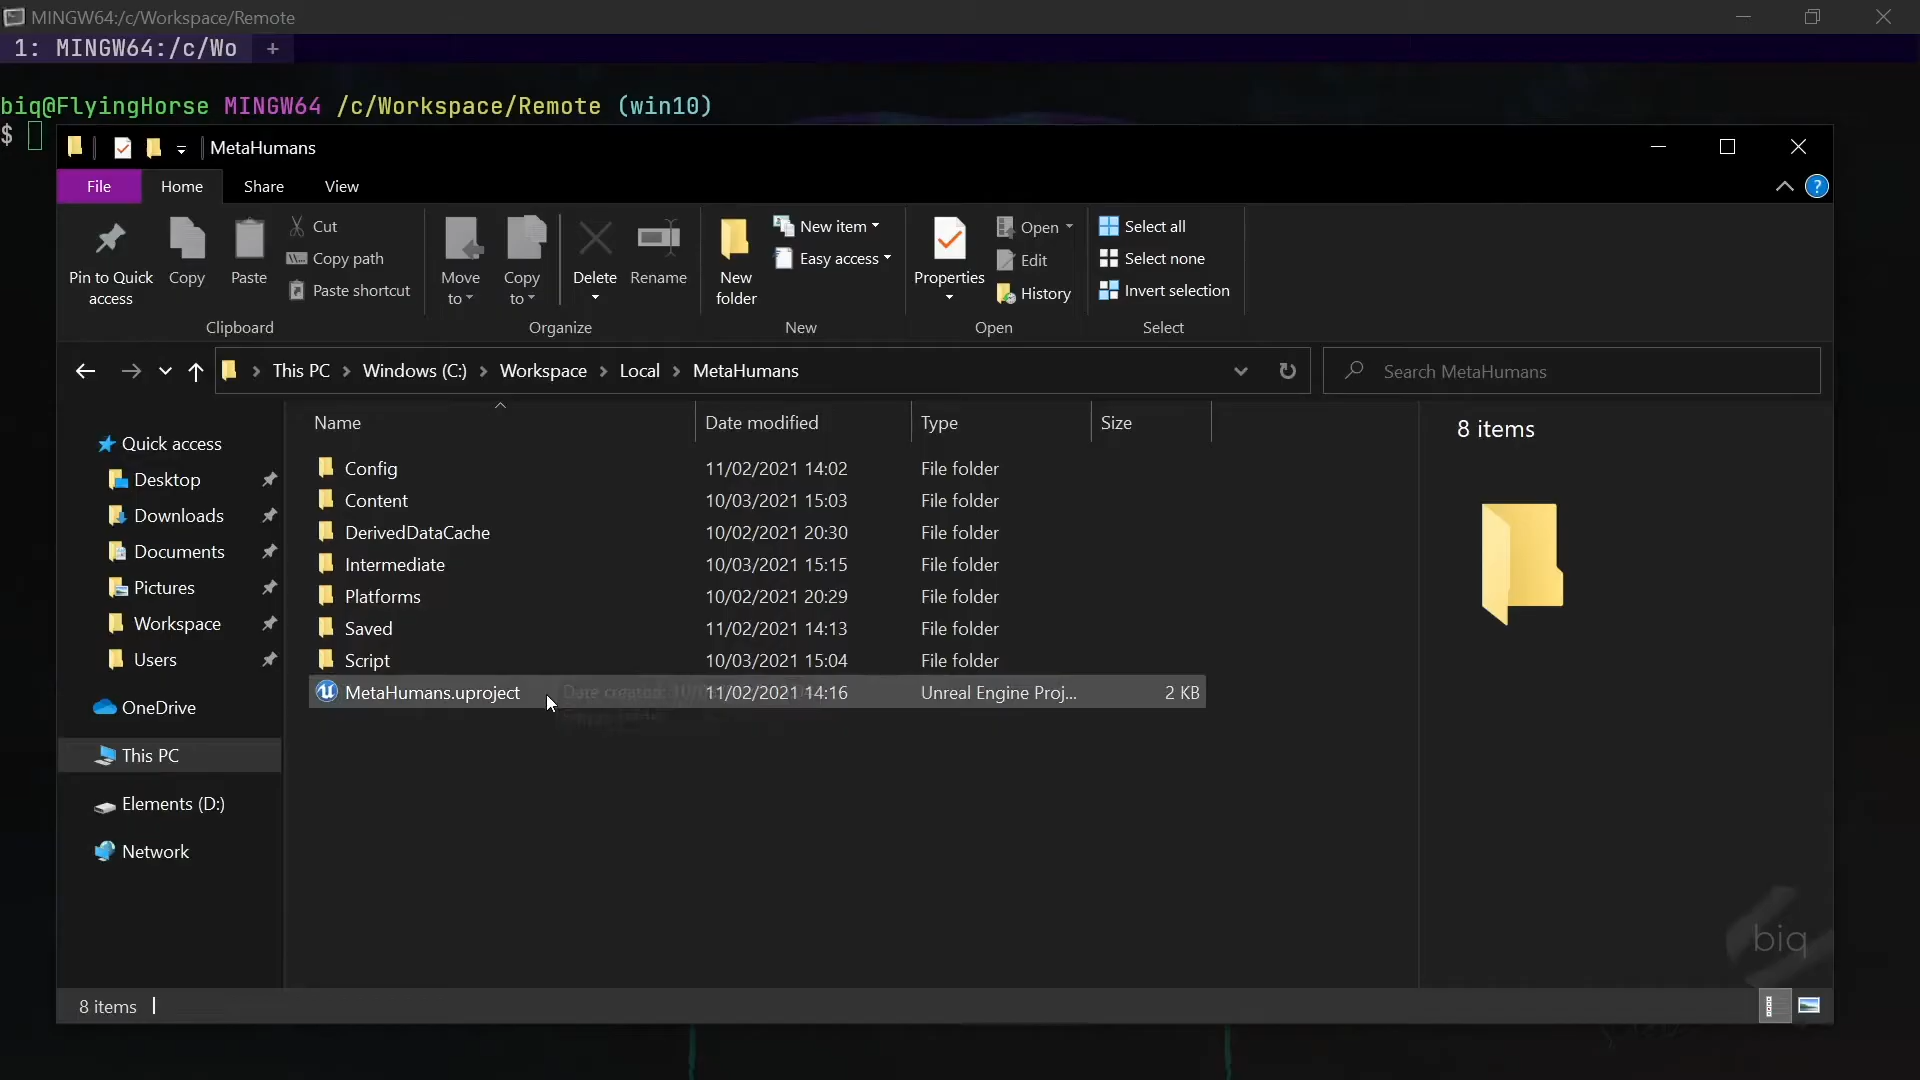 MINGW64:/c/Workspace/Remote
1: MINGW64:/c/Wo +
biq@FlyingHorse MINGW64 /c/Workspace/Remote (win10)
$
MetaHumans
File Home Share View
?
Pin to Quick access
Copy
Paste
Cut
Copy path
Paste shortcut
Clipboard
Move to
Copy to
Delete
Rename
Organize
New folder
New item
Easy access
New
Properties
Open
Edit
History
Open
Select all
Select none
Invert selection
Select
This PC > Windows (C:) > Workspace > Local > MetaHumans
Search MetaHumans
Quick access
Desktop
Downloads
Documents
Pictures
Workspace
Users
OneDrive
This PC
Elements (D:)
Network
Name Date modified Type Size
Config 11/02/2021 14:02 File folder
Content 10/03/2021 15:03 File folder
DerivedDataCache 10/02/2021 20:30 File folder
Intermediate 10/03/2021 15:15 File folder
Platforms 10/02/2021 20:29 File folder
Saved 11/02/2021 14:13 File folder
Script 10/03/2021 15:04 File folder
MetaHumans.uproject 11/02/2021 14:16 Unreal Engine Proj... 2 KB
Date created:
8 items
biq
8 items